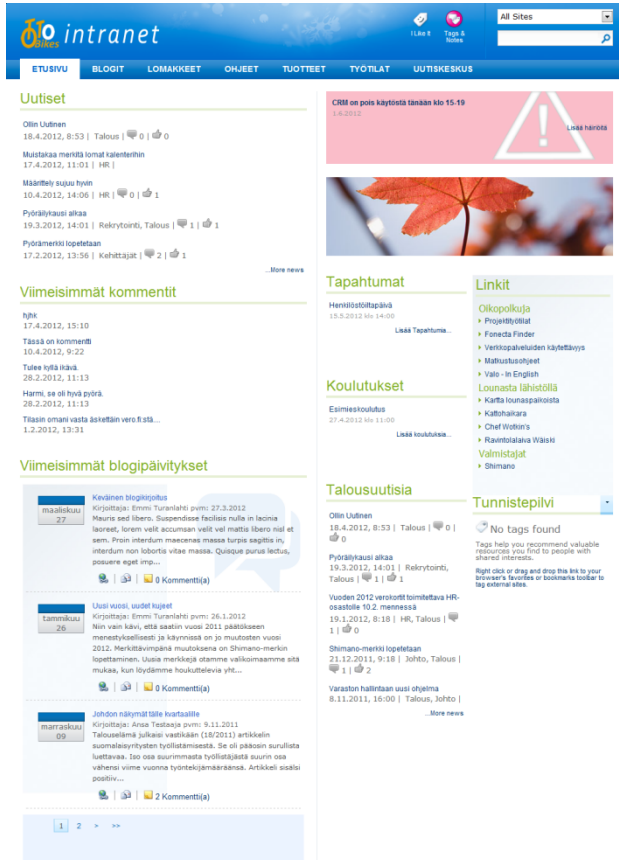 IO Bikes intranet
I Like It
Tags & Notes
All Sites
ETUSIVU BLOGIT LOMAKKEET OHJEET TUOTTEET TYÖTILAT UUTISKESKUS
Uutiset
Ollin Uutinen
18.4.2012, 8:53 | Talous | 0 | 0
Muistakaa merkitä lomat kalenterihin
17.4.2012, 11:01 | HR |
Määrittely sujuu hyvin
10.4.2012, 14:06 | HR | 0 | 1
Pyöräilykausi alkaa
19.3.2012, 14:01 | Rekrytointi, Talous | 1 | 1
Pyörämerkki lopetetaan
17.2.2012, 13:56 | Kehittäjät | 2 | 1
...More news
Viimeisimmät kommentit
hjhk
17.4.2012, 15:10
Tässä on kommentti
10.4.2012, 9:22
Tulee kyllä ikävä.
28.2.2012, 11:13
Harmi, se oli hyvä pyörä.
28.2.2012, 11:13
Tilasin omani vasta äskettäin vero.fi:stä...
1.2.2012, 13:31
Viimeisimmät blogipäivitykset
maaliskuu
27
Keväinen blogikirjoitus
Kirjoittaja: Emmi Turanlahti pvm: 27.3.2012
Mauris sed libero. Suspendisse facilisis nulla in lacinia
laoreet, lorem velit accumsan velit vel mattis libero nisl et
sem. Proin interdum maecenas massa turpis sagittis in,
interdum non lobortis vitae massa. Quisque purus lectus,
posuere eget imp...
0 Kommentti(a)
tammikuu
26
Uusi vuosi, uudet kujeet
Kirjoittaja: Emmi Turanlahti pvm: 26.1.2012
Niin vain kävi, että saatiin vuosi 2011 päätökseen
menestyksellisesti ja käynnissä on jo muutosten vuosi
2012. Merkittävimpänä muutoksena on Shimano-merkin
lopettaminen. Uusia merkkejä otamme valikoimaamme sitä
mukaa, kun löydämme houkuttelevia yht...
0 Kommentti(a)
marraskuu
09
Johdon näkymät tälle kvartaalille
Kirjoittaja: Ansa Testaaja pvm: 9.11.2011
Talouselämä julkaisi vastikään (18/2011) artikkelin
suomalaisyritysten työllistämisestä. Se oli pääosin surullista
luettavaa. Iso osa suurimmasta työllistäjästä suurin osa
vähensi viime vuonna työntekijämääräänsä. Artikkeli sisälsi
positiiv...
2 Kommentti(a)
1 2 > >>
CRM on pois käytöstä tänään klo 15-19
1.6.2012
Lisää häiriöitä
Tapahtumat
Henkilöstöiltapäivä
15.5.2012 klo 14:00
Lisää Tapahtumia...
Koulutukset
Esimieskoulutus
27.4.2012 klo 11:00
Lisää koulutuksia...
Talousuutisia
Ollin Uutinen
18.4.2012, 8:53 | Talous | 0 |
0
Pyöräilykausi alkaa
19.3.2012, 14:01 | Rekrytointi,
Talous | 1 | 1
Vuoden 2012 verokortit toimitettava HR-
osastolle 10.2. mennessä
19.1.2012, 8:18 | HR, Talous |
1 | 0
Shimano-merkki lopetetaan
21.12.2011, 9:18 | Johto, Talous |
1 | 2
Varaston hallintaan uusi ohjelma
8.11.2011, 16:00 | Talous, Johto |
...More news
Linkit
Oikopolkuja
Projektityötilat
Fonecta Finder
Verkkopalveluiden käytettävyys
Matkustusohjeet
Valo - In English
Lounasta lähistöllä
Kartta lounaspaikoista
Kattohaikara
Chef Wotkin's
Ravintolalaiva Wäiski
Valmistajat
Shimano
Tunnistepilvi
No tags found
Tags help you recommend valuable
resources you find to people with
shared interests.
Right click or drag and drop this link to your
browser's favorites or bookmarks toolbar to
tag external sites.